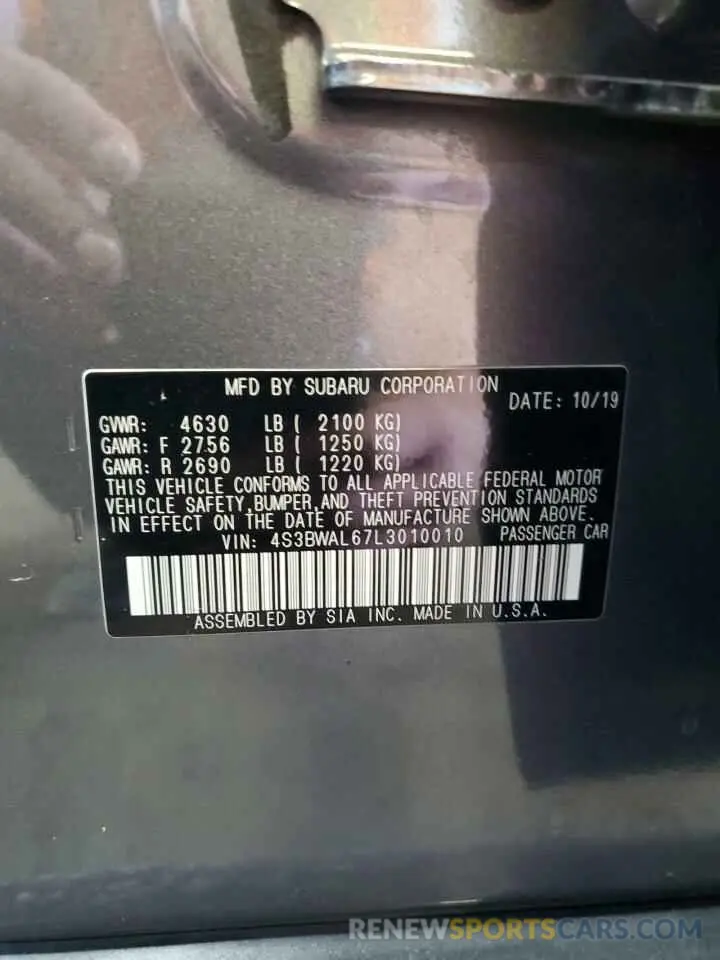 MFD BY SUBARU CORPORATION
DATE: 10/19
GVWR: 4630 LB ( 2100 KG)
GAWR: F 2756 LB ( 1250 KG)
GAWR: R 2690 LB ( 1220 KG)
THIS VEHICLE CONFORMS TO ALL APPLICABLE FEDERAL MOTOR
VEHICLE SAFETY,BUMPER,AND THEFT PREVENTION STANDARDS
IN EFFECT ON THE DATE OF MANUFACTURE SHOWN ABOVE.
VIN: 4S3BWAL67L3010010 PASSENGER CAR
ASSEMBLED BY SIA INC. MADE IN U.S.A.
RENEWSPORTSCARS.COM